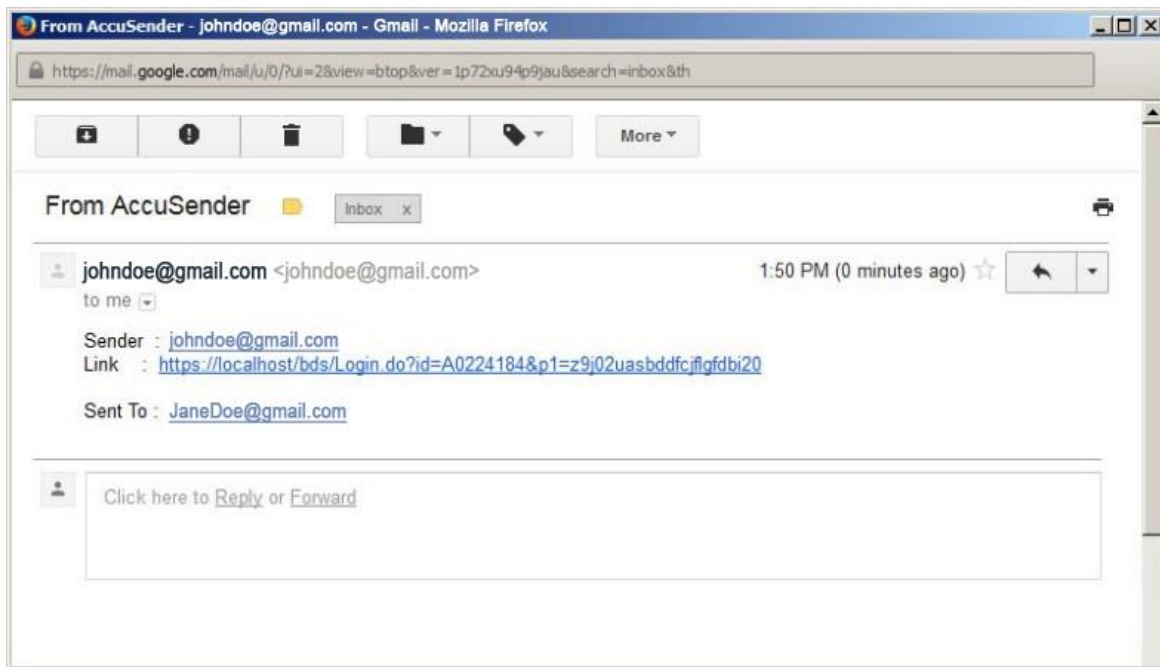 From AccuSender - johndoe@gmail.com - Gmail - Mozilla Firefox
https://mail.google.com/mail/u/0/?ui=2&view=btop&ver=1p72xu94p9jau&search=inbox&th
More
From AccuSender Inbox x
johndoe@gmail.com <johndoe@gmail.com> 1:50 PM (0 minutes ago)
to me
Sender : johndoe@gmail.com
Link : https://localhost/bds/Login.do?id=A0224184&p1=z9j02uasbddfcjflgfdbi20
Sent To : JaneDoe@gmail.com
Click here to Reply or Forward